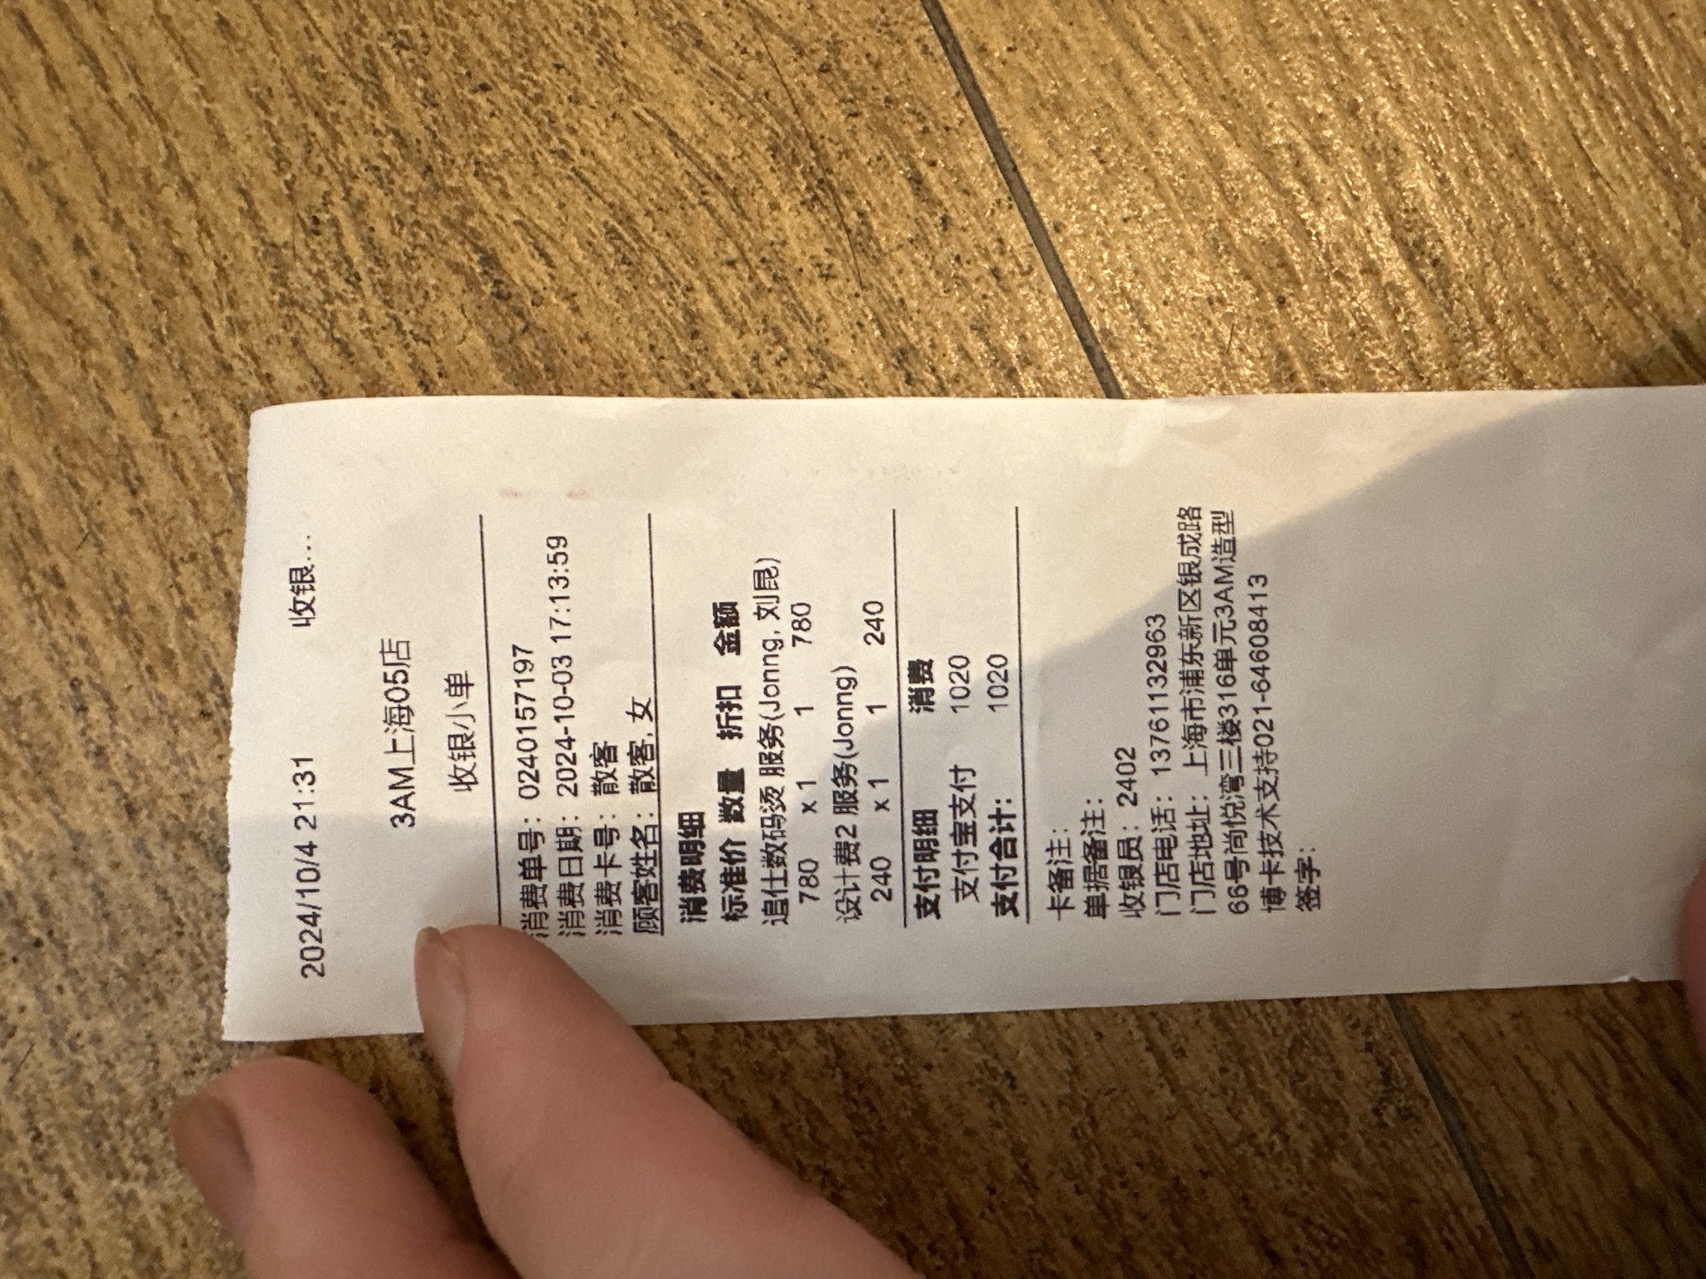 2024/10/4 21:31 收银…
3AM上海05店
收银小单
消费单号：0240157197
消费日期：2024-10-03 17:13:59
消费卡号：散客
顾客姓名：散客, 女
消费明细
标准价 数量 折扣 金额
追仕数码烫 服务(Jonng, 刘昆)
780 x 1 1 780
设计费2 服务(Jonng)
240 x 1 1 240
支付明细 消费
支付宝支付 1020
支付合计： 1020
卡备注：
单据备注：
收银员：2402
门店电话：13761132963
门店地址：上海市浦东新区银成路
66号尚悦湾三楼316单元3AM造型
博卡技术支持021-64608413
签字：